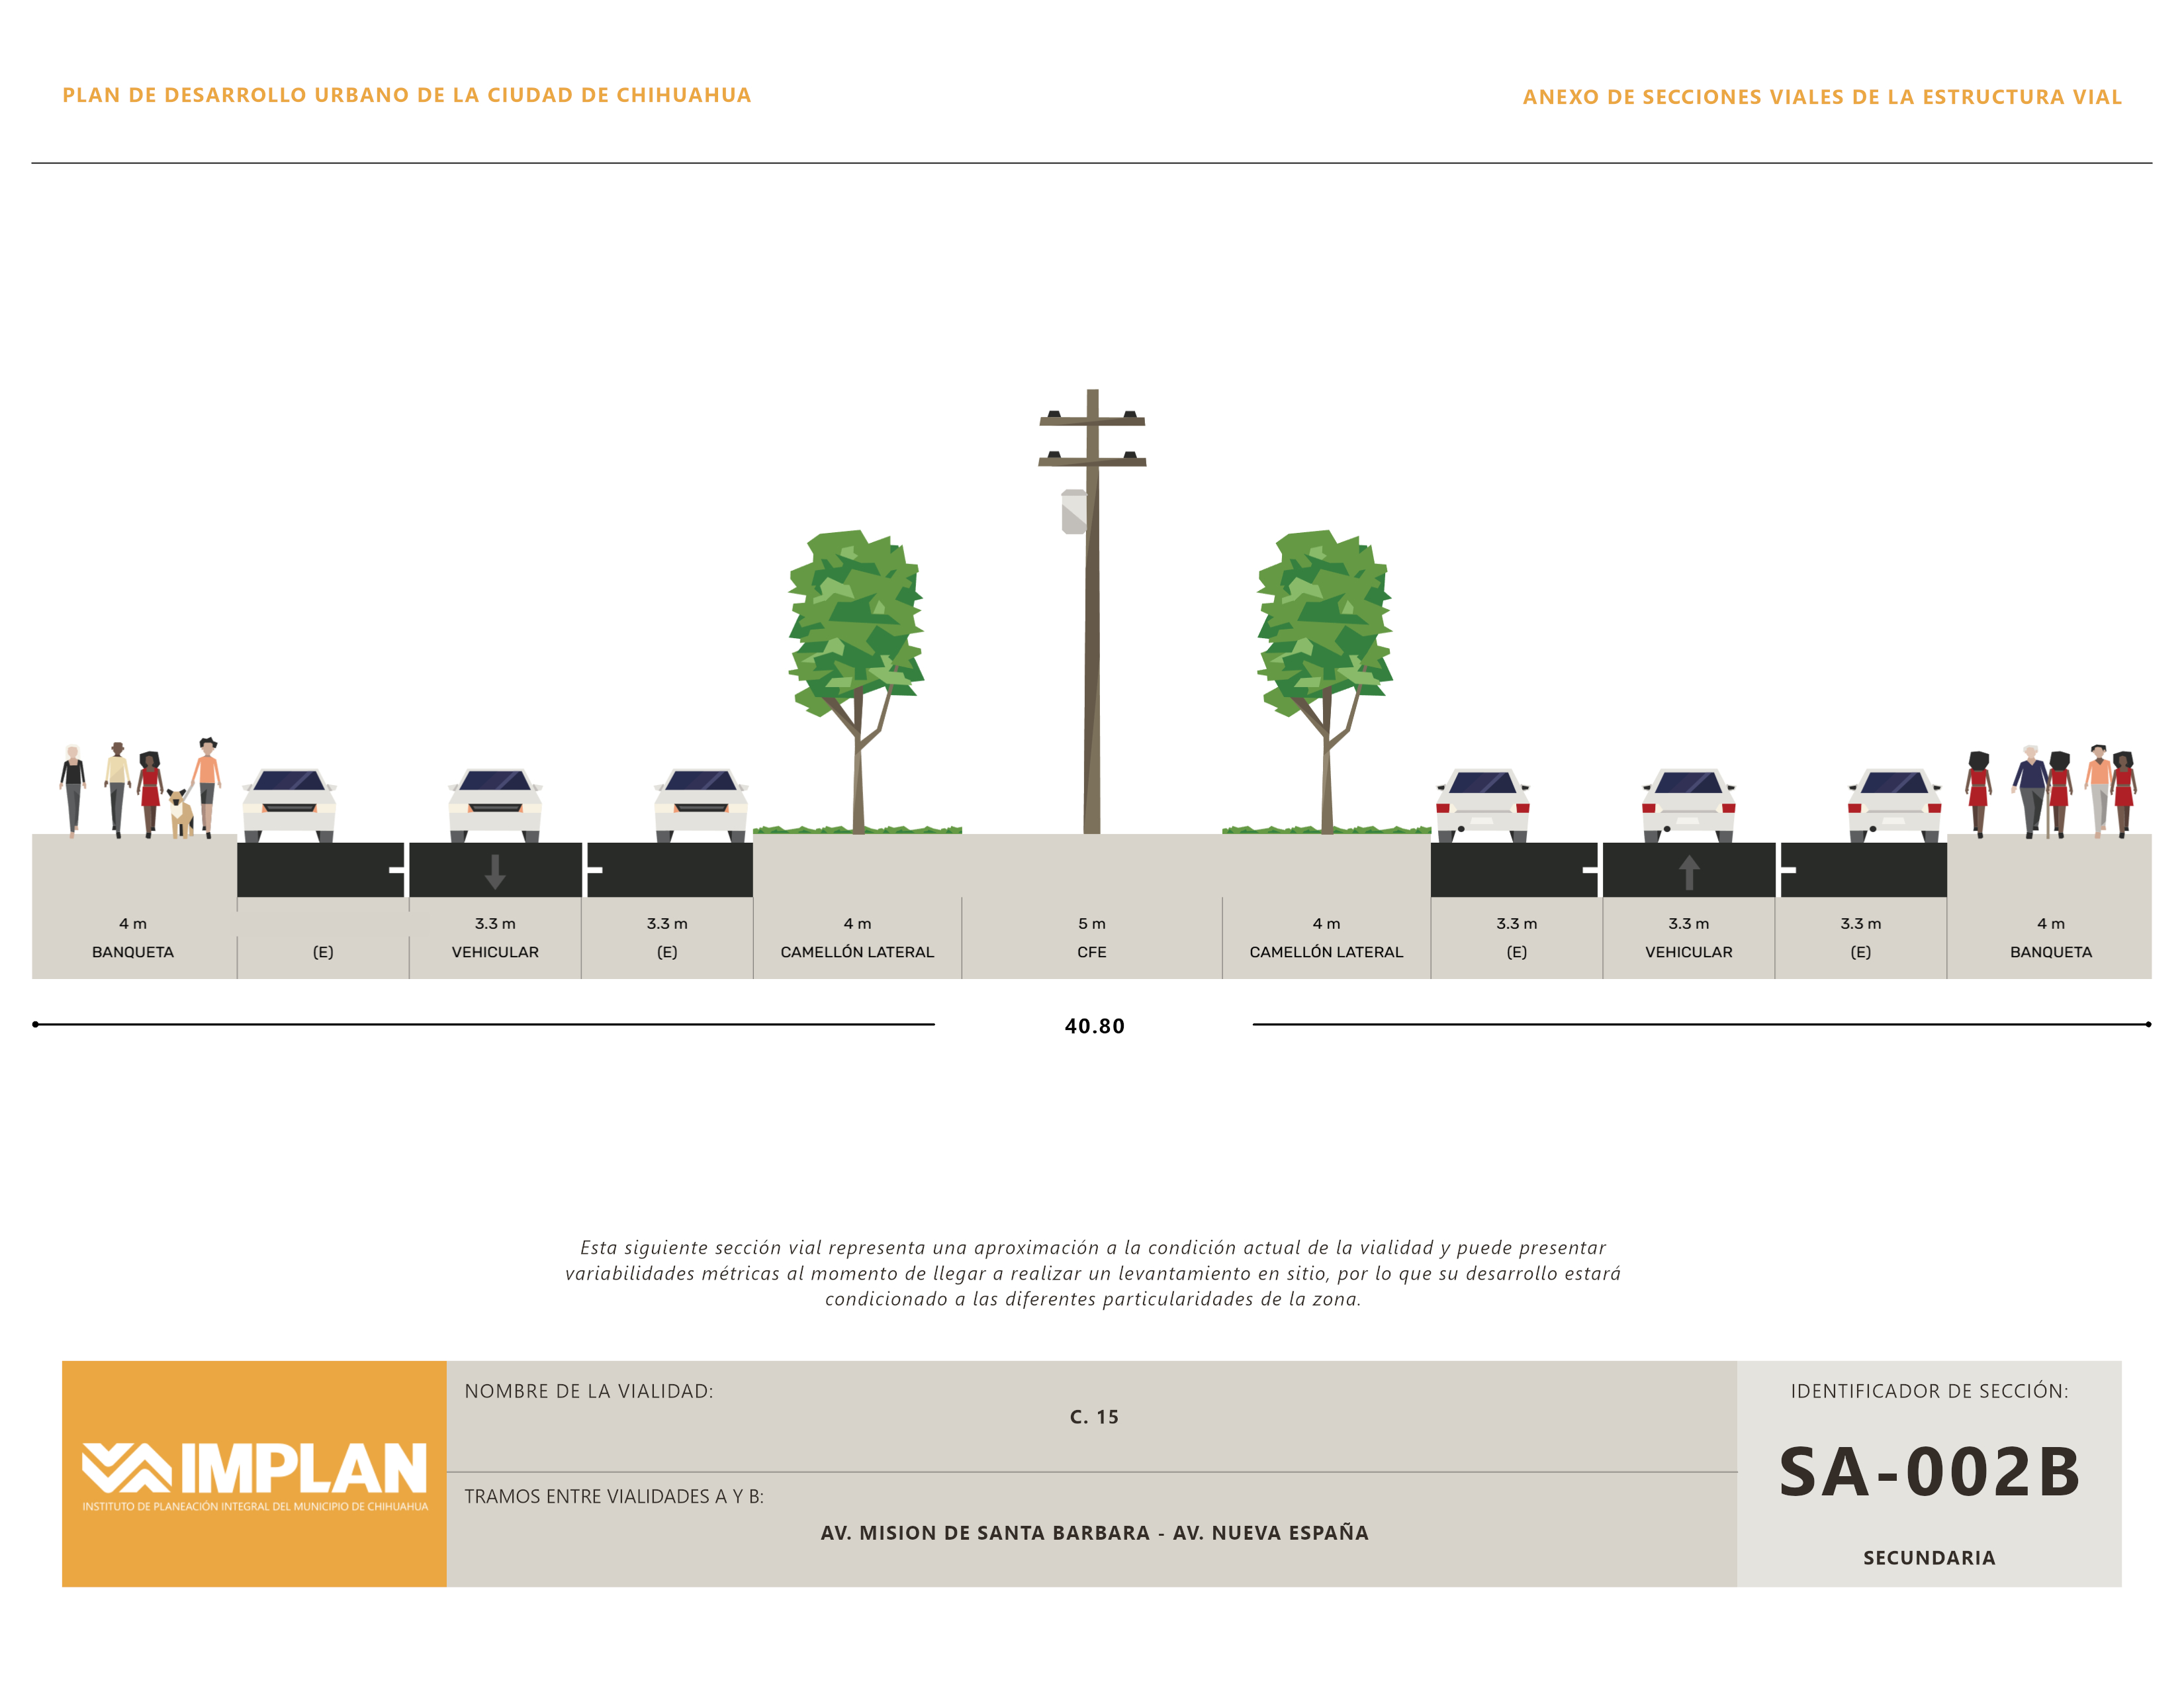 PLAN DE DESARROLLO URBANO DE LA CIUDAD DE CHIHUAHUA
ANEXO DE SECCIONES VIALES DE LA ESTRUCTURA VIAL
4 m 3.3 m 3.3 m 4 m 5 m 4 m 3.3 m 3.3 m 3.3 m 4 m
BANQUETA (E) VEHICULAR (E) CAMELLÓN LATERAL CFE CAMELLÓN LATERAL (E) VEHICULAR (E) BANQUETA
40.80
Esta siguiente sección vial representa una aproximación a la condición actual de la vialidad y puede presentar
variabilidades métricas al momento de llegar a realizar un levantamiento en sitio, por lo que su desarrollo estará
condicionado a las diferentes particularidades de la zona.
IMPLAN
INSTITUTO DE PLANEACIÓN INTEGRAL DEL MUNICIPIO DE CHIHUAHUA
NOMBRE DE LA VIALIDAD:
C. 15
TRAMOS ENTRE VIALIDADES A Y B:
AV. MISION DE SANTA BARBARA - AV. NUEVA ESPAÑA
IDENTIFICADOR DE SECCIÓN:
SA-002B
SECUNDARIA